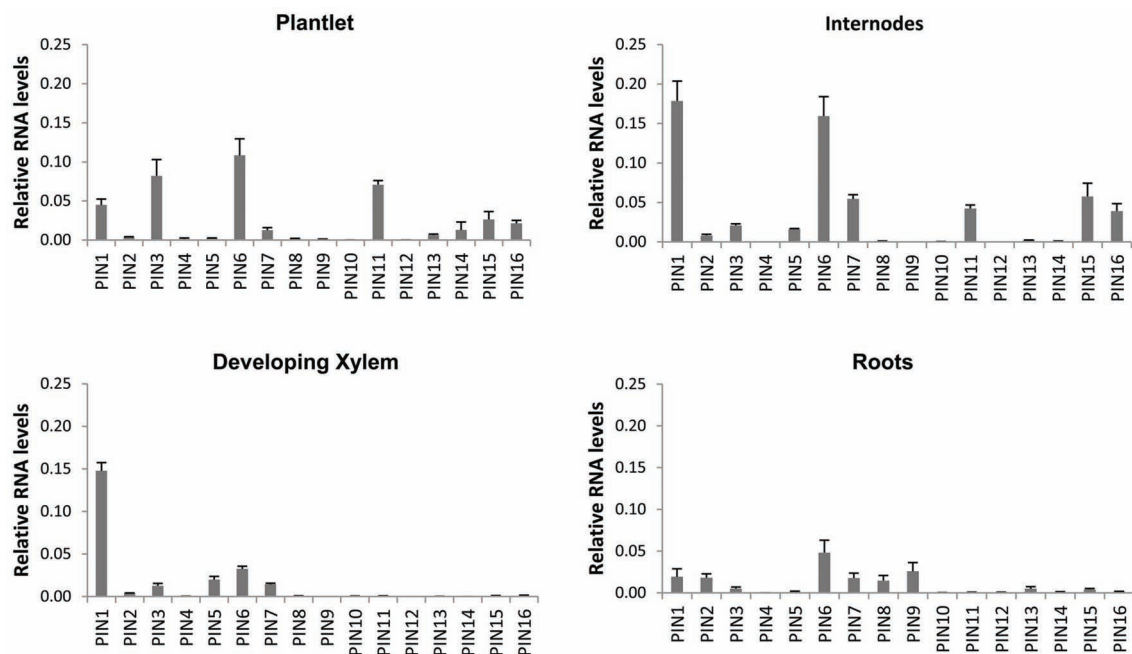 Plantlet
Relative RNA levels
0.25
0.20
0.15
0.10
0.05
0.00
PIN1
PIN2
PIN3
PIN4
PIN5
PIN6
PIN7
PIN8
PIN9
PIN10
PIN11
PIN12
PIN13
PIN14
PIN15
PIN16
Internodes
Relative RNA levels
0.25
0.20
0.15
0.10
0.05
0.00
PIN1
PIN2
PIN3
PIN4
PIN5
PIN6
PIN7
PIN8
PIN9
PIN10
PIN11
PIN12
PIN13
PIN14
PIN15
PIN16
Developing Xylem
Relative RNA levels
0.25
0.20
0.15
0.10
0.05
0.00
PIN1
PIN2
PIN3
PIN4
PIN5
PIN6
PIN7
PIN8
PIN9
PIN10
PIN11
PIN12
PIN13
PIN14
PIN15
PIN16
Roots
Relative RNA levels
0.25
0.20
0.15
0.10
0.05
0.00
PIN1
PIN2
PIN3
PIN4
PIN5
PIN6
PIN7
PIN8
PIN9
PIN10
PIN11
PIN12
PIN13
PIN14
PIN15
PIN16